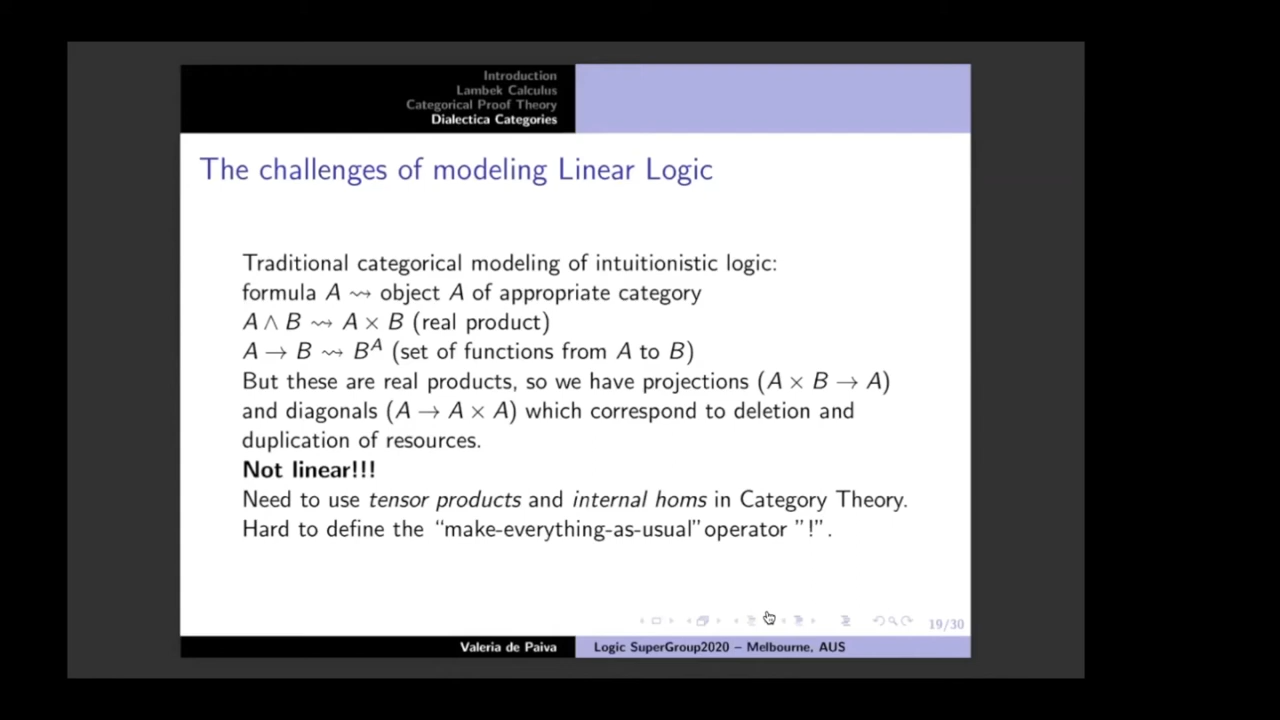 Introduction
Lambek Calculus
Categorical Proof Theory
Dialectica Categories
The challenges of modeling Linear Logic
Traditional categorical modeling of intuitionistic logic:
formula A ⇝ object A of appropriate category
A ∧ B ⇝ A × B (real product)
A → B ⇝ B^A (set of functions from A to B)
But these are real products, so we have projections (A × B → A)
and diagonals (A → A × A) which correspond to deletion and
duplication of resources.
Not linear!!!
Need to use tensor products and internal homs in Category Theory.
Hard to define the “make-everything-as-usual”operator ”!”.
19/30
Valeria de Paiva
Logic SuperGroup2020 – Melbourne, AUS